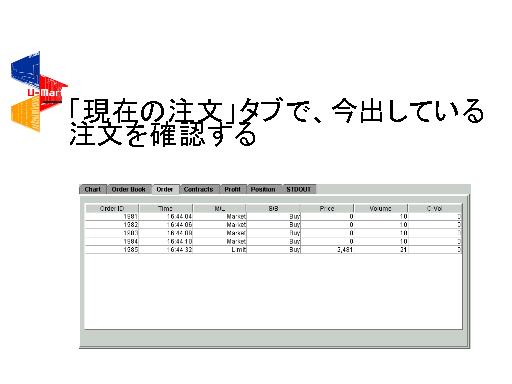 U-Mart
「現在の注文」タブで、今出している
注文を確認する
Chart Order Book Order Contracts Profit Position STDOUT
Order ID Time M/L B/B Price Volume C.Vol
1981 16:44:04 Market Buy 0 10 0
1982 16:44:06 Market Buy 0 10 0
1983 16:44:09 Market Buy 0 10 0
1984 16:44:10 Market Buy 0 10 0
1985 16:44:32 Limit Buy 3,481 21 0